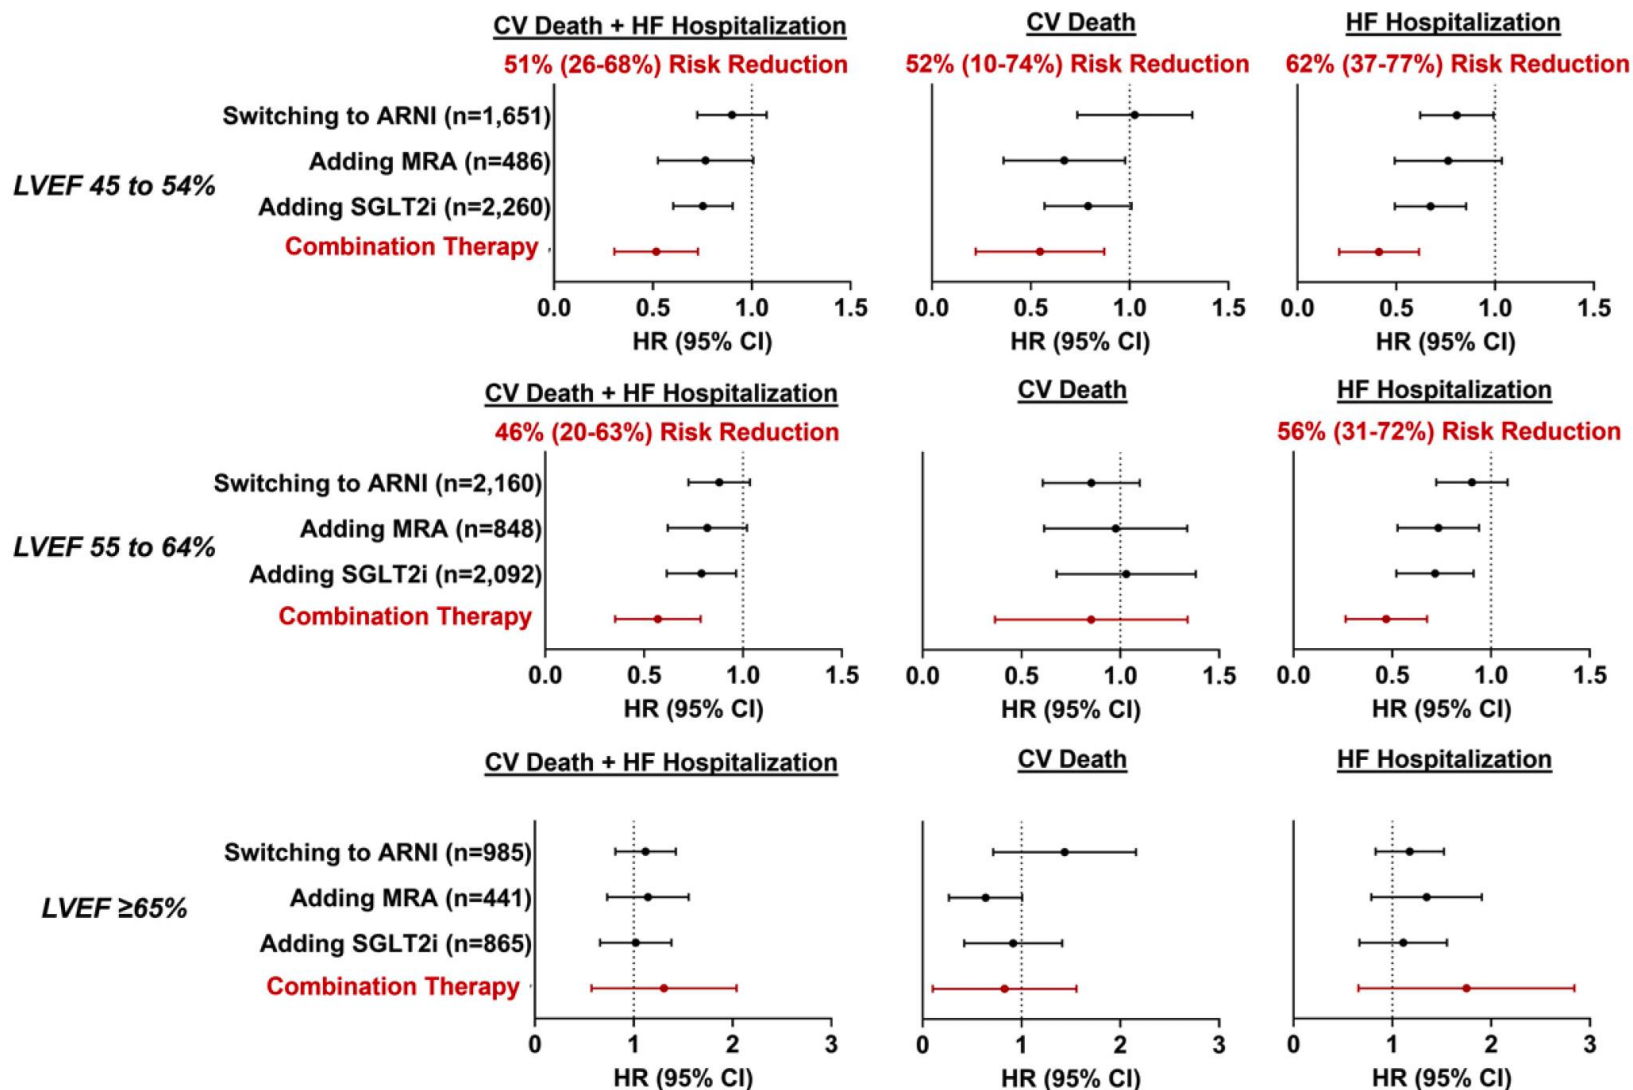 CV Death + HF Hospitalization
51% (26-68%) Risk Reduction
CV Death
52% (10-74%) Risk Reduction
HF Hospitalization
62% (37-77%) Risk Reduction
LVEF 45 to 54%
Switching to ARNI (n=1,651)
Adding MRA (n=486)
Adding SGLT2i (n=2,260)
Combination Therapy
0.0 0.5 1.0 1.5
HR (95% CI)
0.0 0.5 1.0 1.5
HR (95% CI)
0.0 0.5 1.0 1.5
HR (95% CI)
CV Death + HF Hospitalization
46% (20-63%) Risk Reduction
CV Death
HF Hospitalization
56% (31-72%) Risk Reduction
LVEF 55 to 64%
Switching to ARNI (n=2,160)
Adding MRA (n=848)
Adding SGLT2i (n=2,092)
Combination Therapy
0.0 0.5 1.0 1.5
HR (95% CI)
0.0 0.5 1.0 1.5
HR (95% CI)
0.0 0.5 1.0 1.5
HR (95% CI)
CV Death + HF Hospitalization
CV Death
HF Hospitalization
LVEF ≥65%
Switching to ARNI (n=985)
Adding MRA (n=441)
Adding SGLT2i (n=865)
Combination Therapy
0 1 2 3
HR (95% CI)
0 1 2 3
HR (95% CI)
0 1 2 3
HR (95% CI)